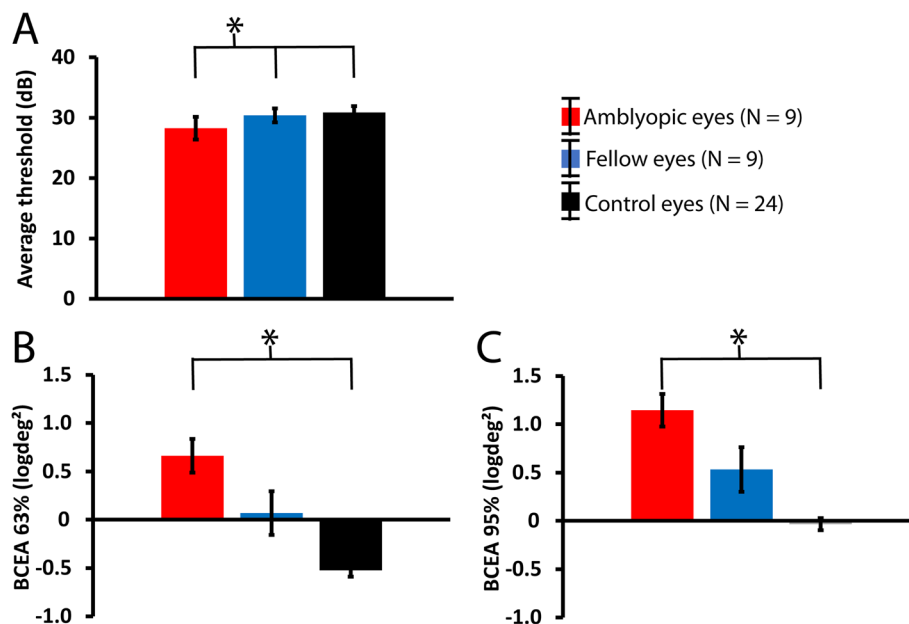 A
*
Average threshold (dB)
40
30
20
10
0
Amblyopic eyes (N = 9)
Fellow eyes (N = 9)
Control eyes (N = 24)
B
*
BCEA 63% (logdeg²)
1.5
1.0
0.5
0
-0.5
-1.0
C
*
BCEA 95% (logdeg²)
1.5
1.0
0.5
0
-0.5
-1.0